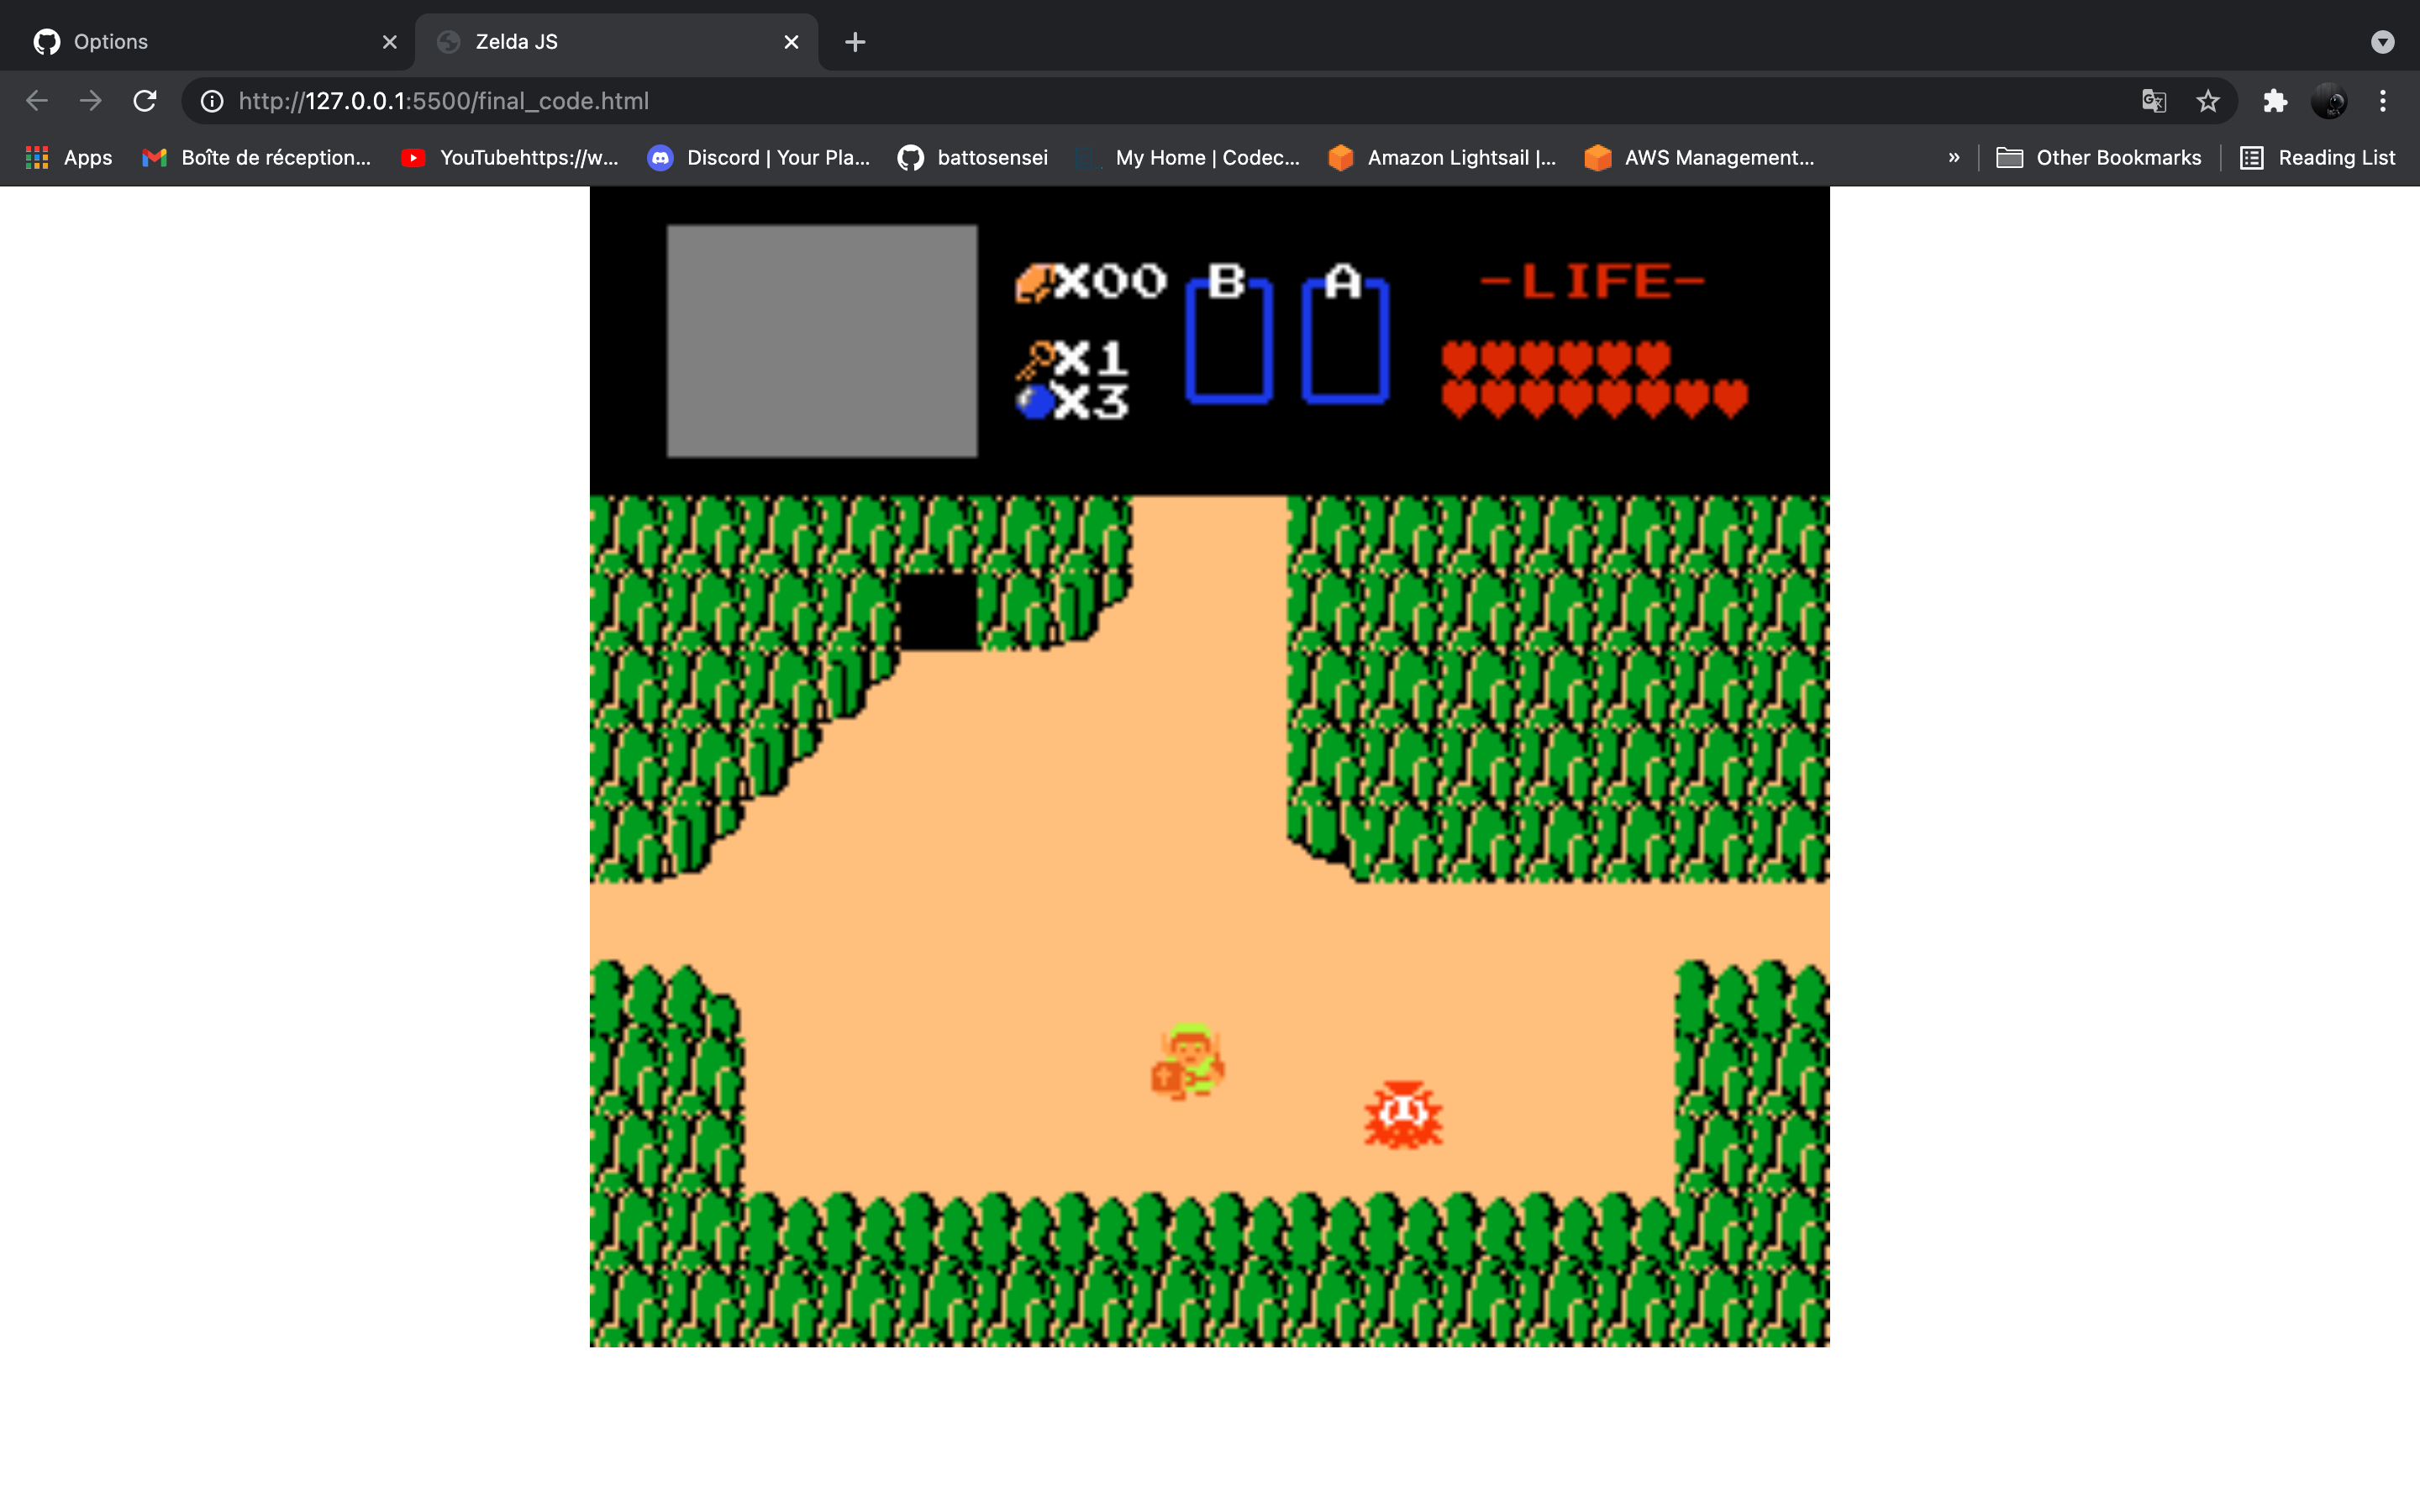 Options
Zelda JS
http://127.0.0.1:5500/final_code.html
Apps
Boîte de réception...
YouTubehttps://w...
Discord | Your Pla...
battosensei
My Home | Codec...
Amazon Lightsail |...
AWS Management...
»
Other Bookmarks
Reading List
X00
B
A
-LIFE-
X1
X3